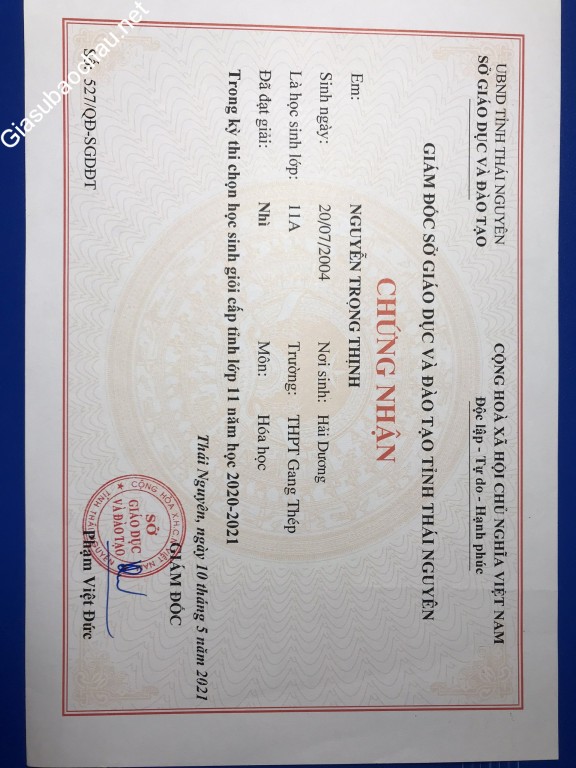 UBND TỈNH THÁI NGUYÊN
SỞ GIÁO DỤC VÀ ĐÀO TẠO
CỘNG HOÀ XÃ HỘI CHỦ NGHĨA VIỆT NAM
Độc lập - Tự do - Hạnh phúc
GIÁM ĐỐC SỞ GIÁO DỤC VÀ ĐÀO TẠO TỈNH THÁI NGUYÊN
CHỨNG NHẬN
Em: NGUYỄN TRỌNG THỊNH
Sinh ngày: 20/07/2004 Nơi sinh: Hải Dương
Là học sinh lớp: 11A Trường: THPT Gang Thép
Đã đạt giải: Nhì Môn: Hóa học
Trong kỳ thi chọn học sinh giỏi cấp tỉnh lớp 11 năm học 2020-2021
Thái Nguyên, ngày 10 tháng 5 năm 2021
GIÁM ĐỐC
SỞ
GIÁO DỤC
VÀ ĐÀO TẠO
Phạm Việt Đức
Số: 527/QĐ-SGDĐT
Giasubaochau.net